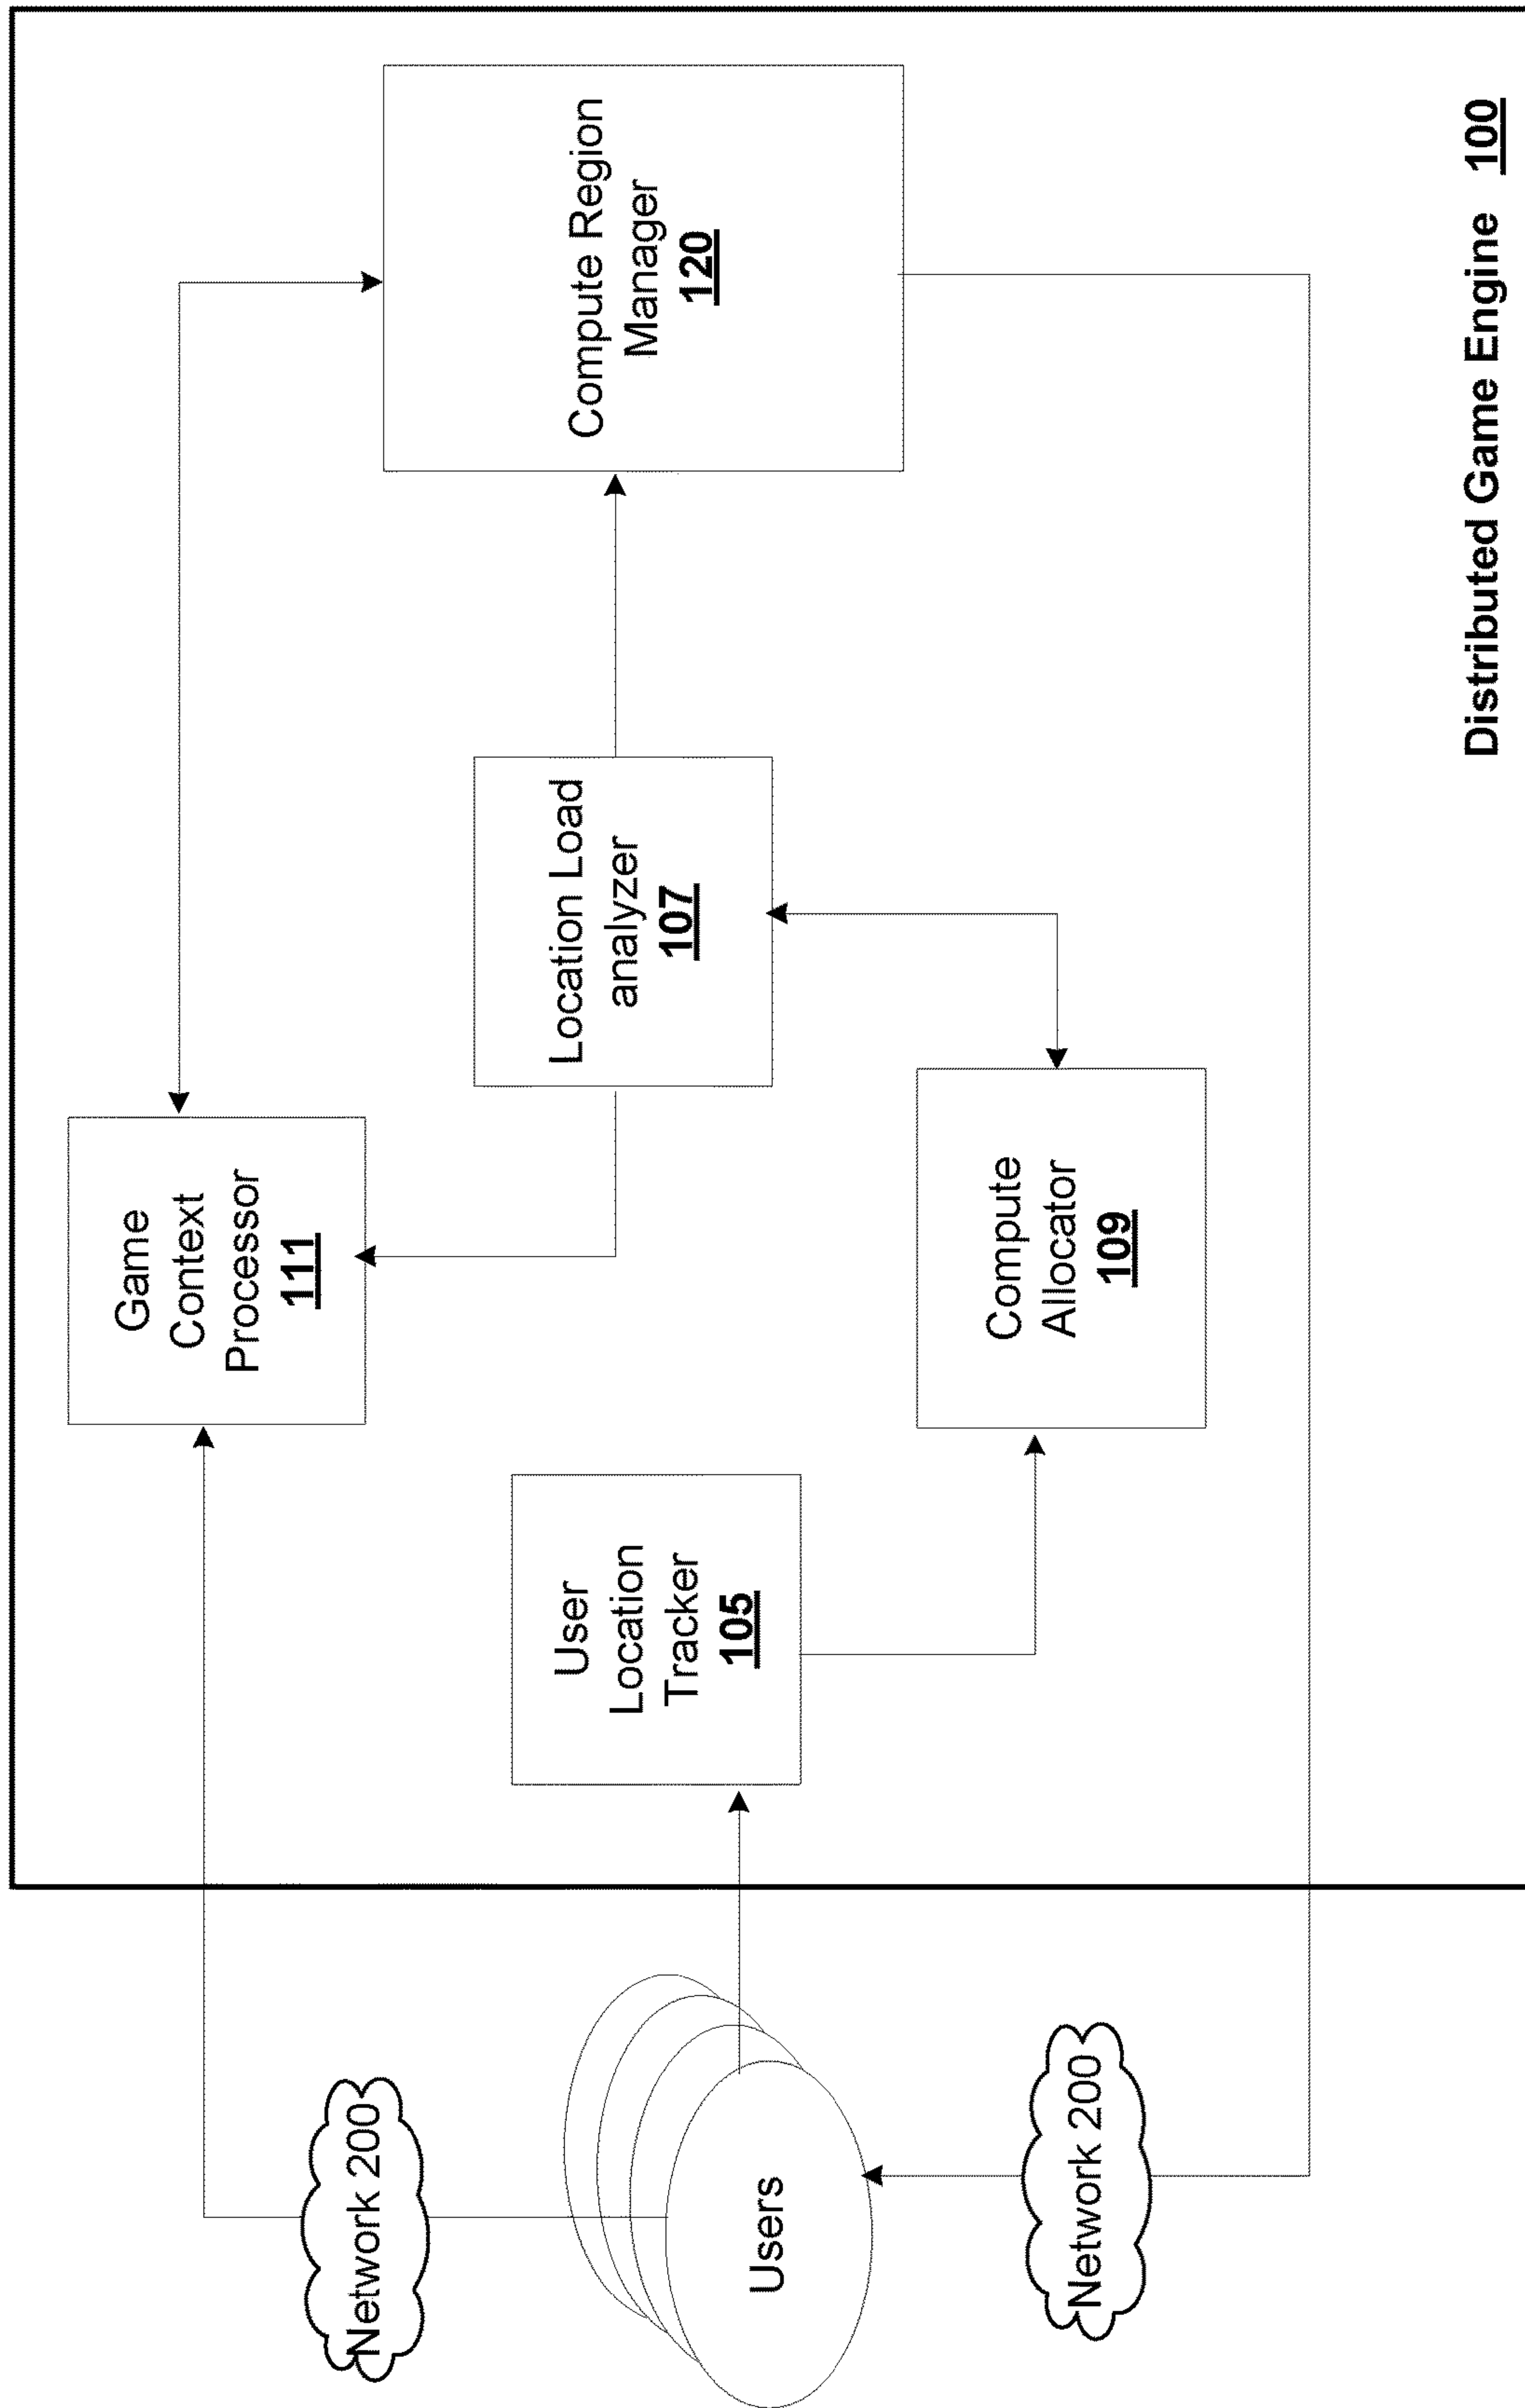 Network 200
Users
Network 200
Game
Context
Processor
111
User
Location
Tracker
105
Location Load
analyzer
107
Compute
Allocator
109
Compute Region
Manager
120
Distributed Game Engine 100